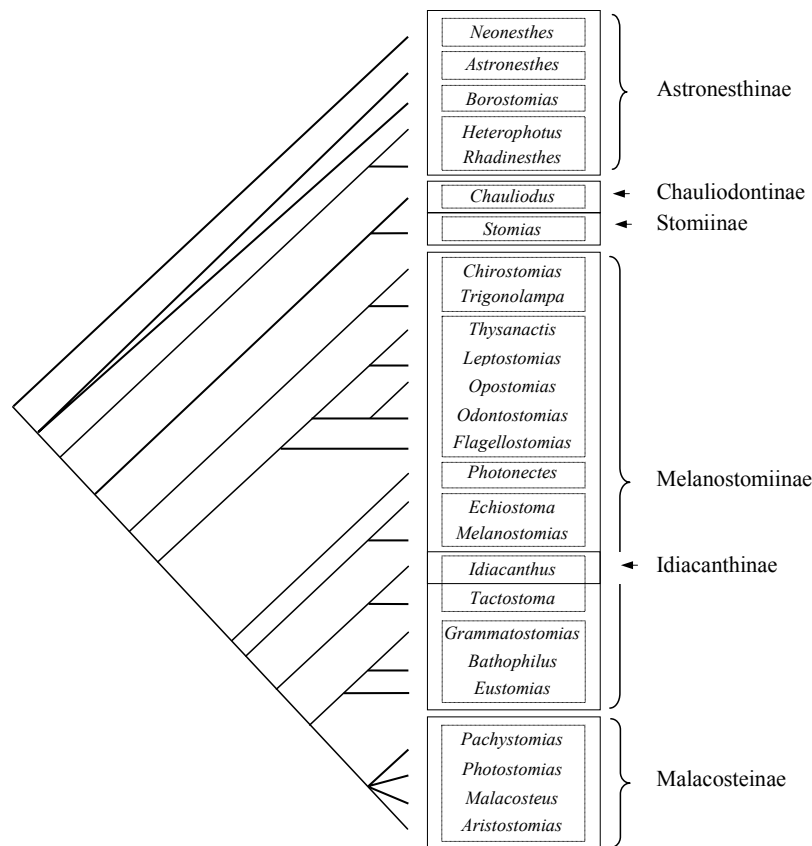 Neonesthes
Astronesthes
Borostomias
Heterophotus
Rhadinesthes
Astronesthinae
Chauliodus
Chauliodontinae
Stomias
Stomiinae
Chirostomias
Trigonolampa
Thysanactis
Leptostomias
Opostomias
Odontostomias
Flagellostomias
Photonectes
Melanostomiinae
Echiostoma
Melanostomias
Idiacanthus
Idiacanthinae
Tactostoma
Grammatostomias
Bathophilus
Eustomias
Pachystomias
Photostomias
Malacosteus
Aristostomias
Malacosteinae